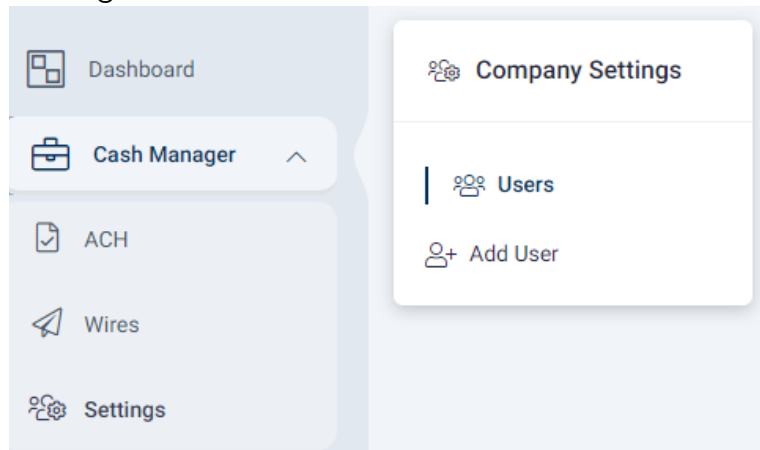 Dashboard
Cash Manager
ACH
Wires
Settings
Company Settings
Users
Add User